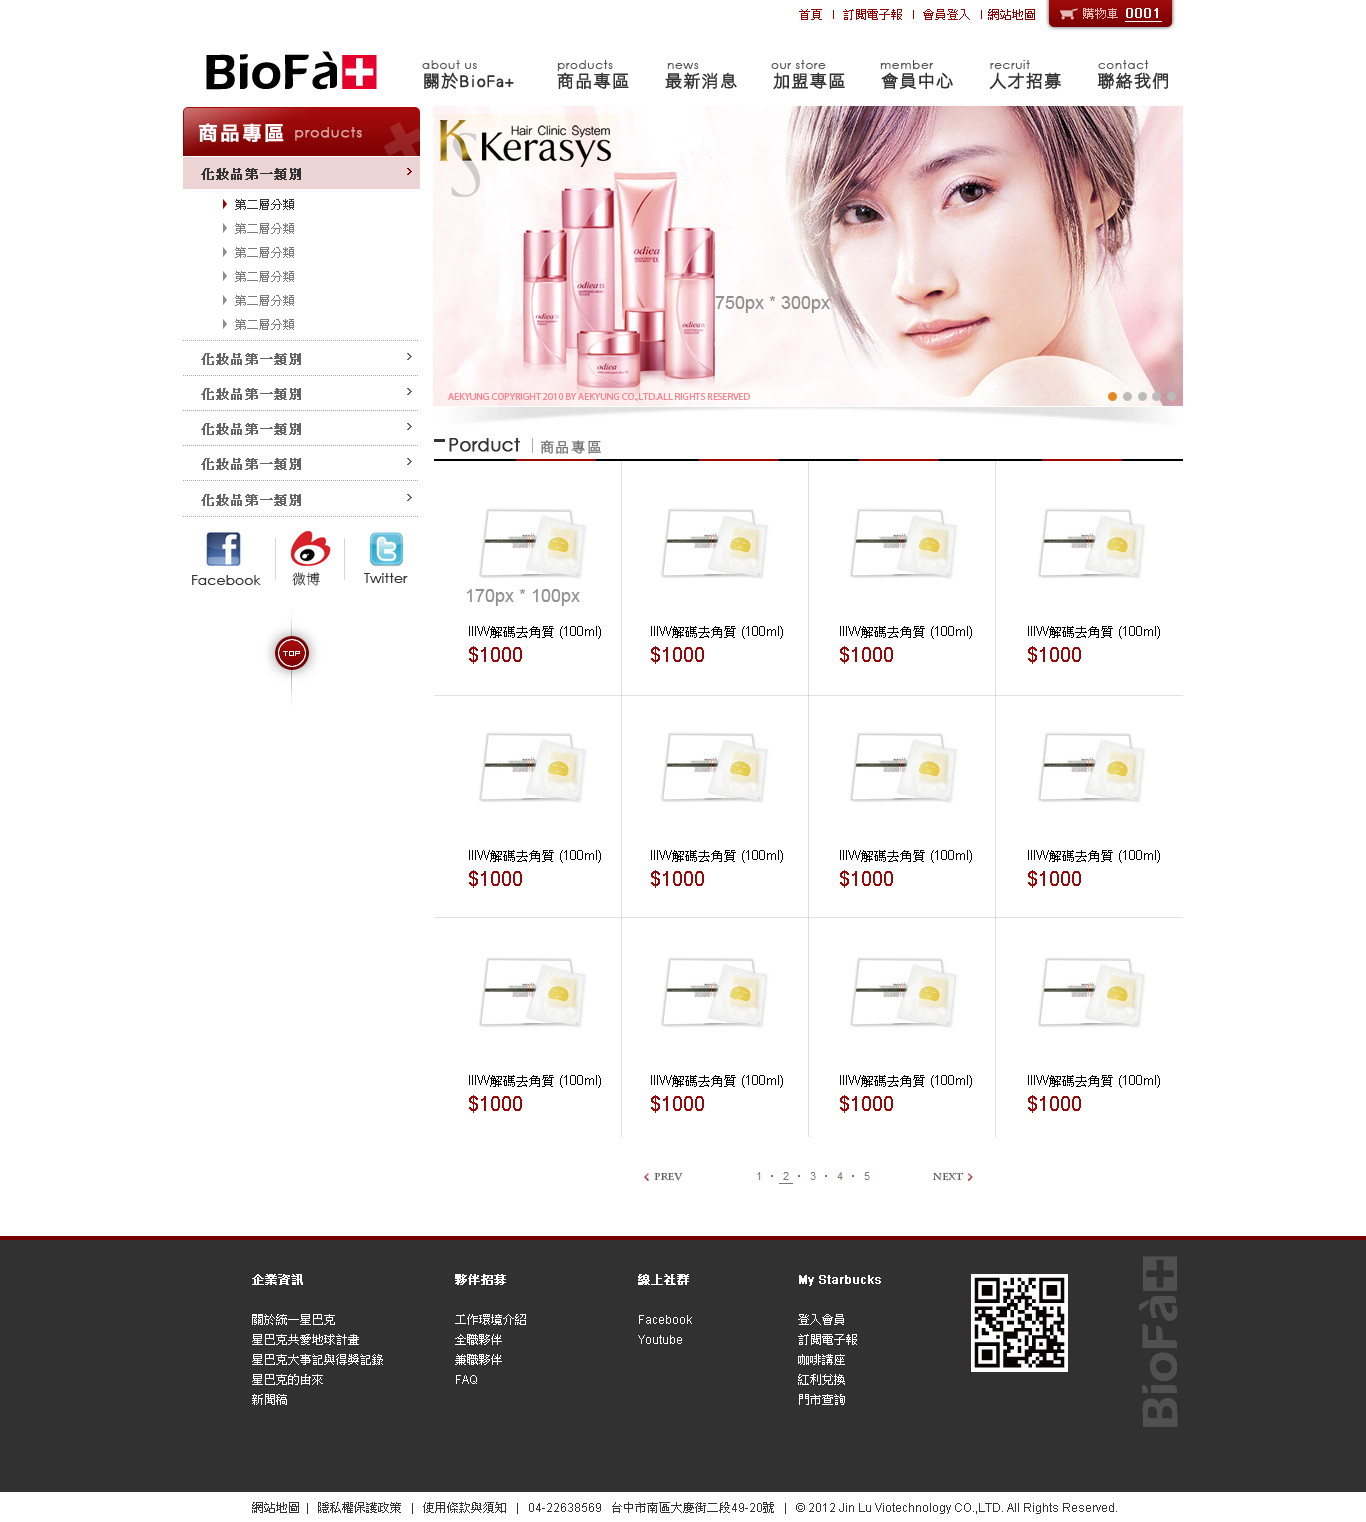 首頁 | 訂閱電子報 | 會員登入 | 網站地圖 購物車 0001
BioFà+
about us products news our store member recruit contact
關於BioFa+ 商品專區 最新消息 加盟專區 會員中心 人才招募 聯絡我們
商品專區 products
化妝品第一類別
第二層分類
第二層分類
第二層分類
第二層分類
第二層分類
第二層分類
化妝品第一類別
化妝品第一類別
化妝品第一類別
化妝品第一類別
化妝品第一類別
Facebook 微博 Twitter
TOP
KS Hair Clinic System
Kerasys
odiea
odiea EX
odiea
odiea
odiea
750px * 300px
AEKYUNG COPYRIGHT 2010 BY AEKYUNG CO.,LTD.ALL RIGHTS RESERVED
Porduct | 商品專區
170px * 100px
IIIW解碼去角質 (100ml) IIIW解碼去角質 (100ml) IIIW解碼去角質 (100ml) IIIW解碼去角質 (100ml)
$1000 $1000 $1000 $1000
IIIW解碼去角質 (100ml) IIIW解碼去角質 (100ml) IIIW解碼去角質 (100ml) IIIW解碼去角質 (100ml)
$1000 $1000 $1000 $1000
IIIW解碼去角質 (100ml) IIIW解碼去角質 (100ml) IIIW解碼去角質 (100ml) IIIW解碼去角質 (100ml)
$1000 $1000 $1000 $1000
PREV 1 · 2 · 3 · 4 · 5 NEXT
企業資訊
關於統一星巴克
星巴克共愛地球計畫
星巴克大事記與得獎記錄
星巴克的由來
新聞稿
夥伴招募
工作環境介紹
全職夥伴
兼職夥伴
FAQ
線上社群
Facebook
Youtube
My Starbucks
登入會員
訂閱電子報
咖啡講座
紅利兌換
門市查詢
BioFà+
網站地圖 | 隱私權保護政策 | 使用條款與須知 | 04-22638569 台中市南區大慶街二段49-20號 | © 2012 Jin Lu Viotechnology CO.,LTD. All Rights Reserved.